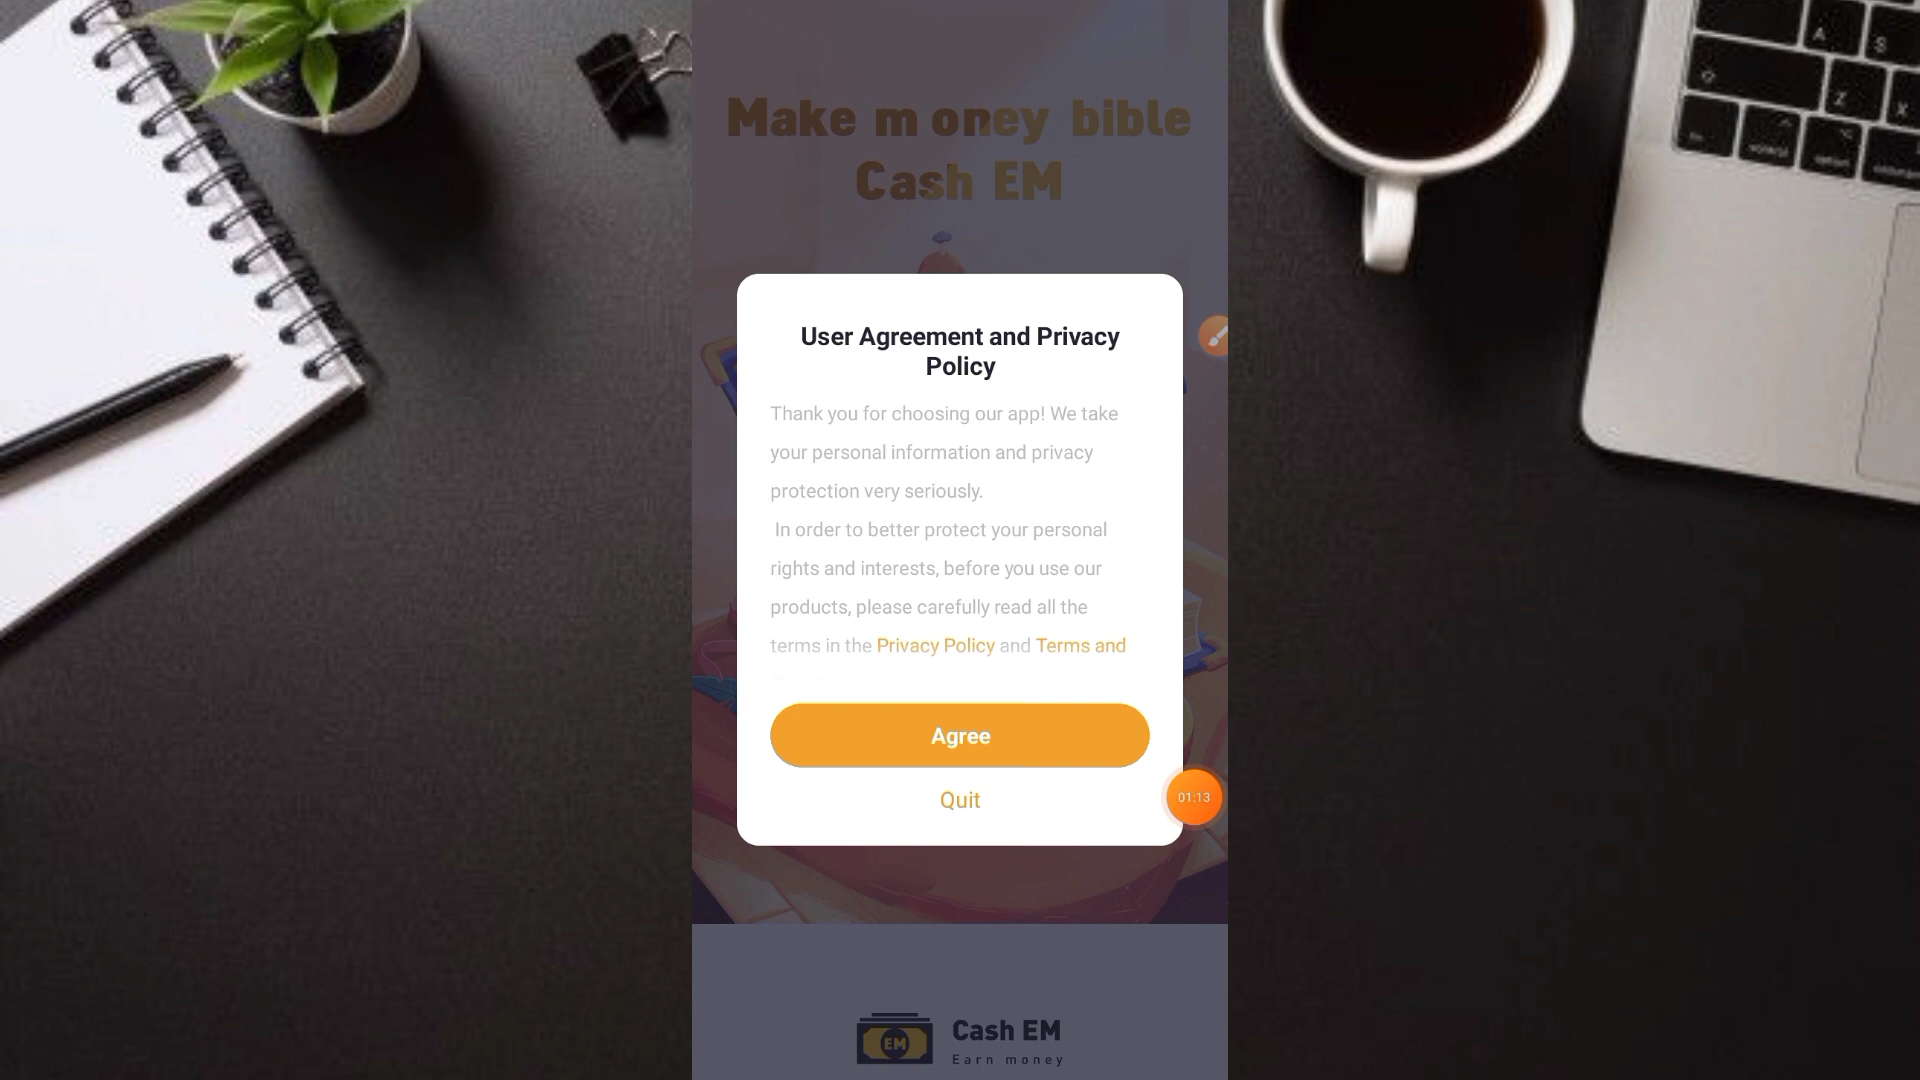 Make m oney bible
Cash EM
User Agreement and Privacy
Policy
Thank you for choosing our app! We take
your personal information and privacy
protection very seriously.
In order to better protect your personal
rights and interests, before you use our
products, please carefully read all the
terms in the Privacy Policy and Terms and
Agree
Quit
01:13
EM
Cash EM
Earn money
A
S
Z
X
control
option